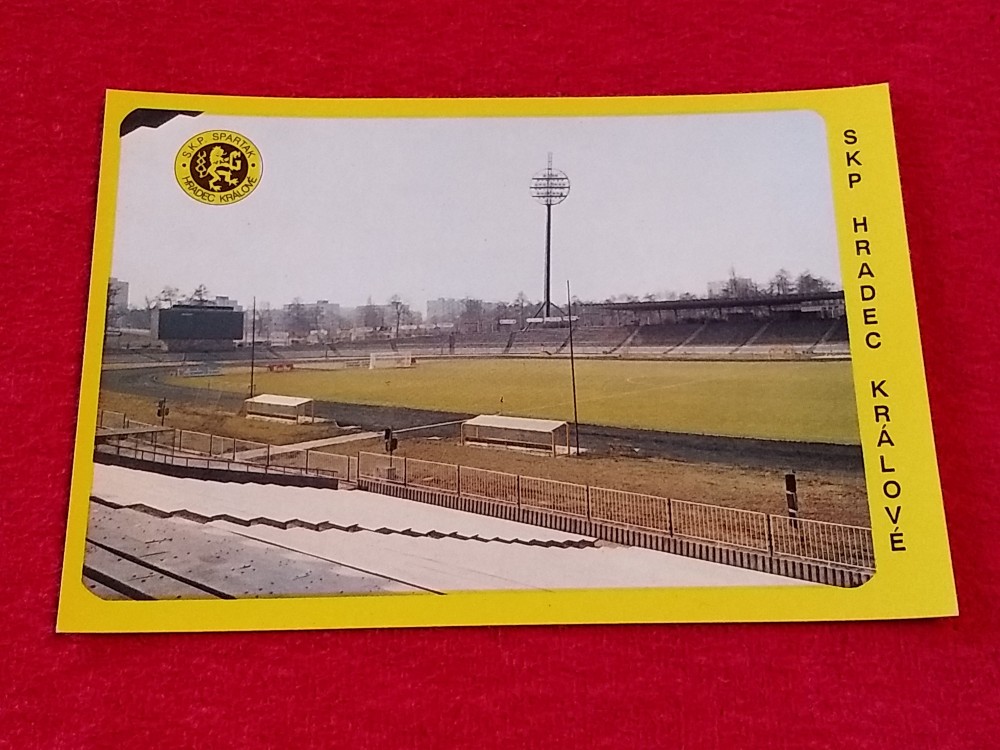 S.K.P. SPARTAK
HRADEC KRÁLOVÉ
SKP HRADEC KRÁLOVÉ